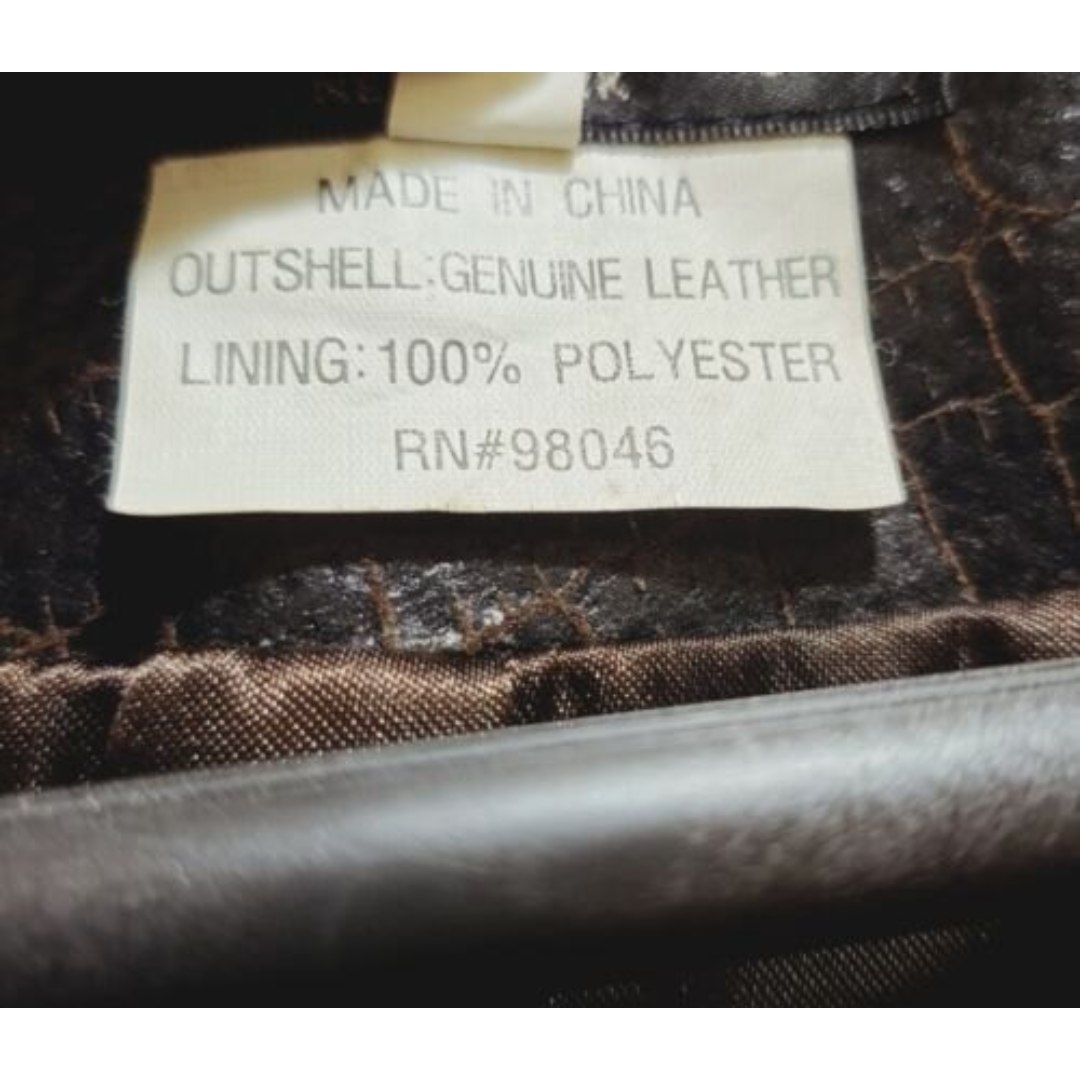 MADE IN CHINA
OUTSHELL:GENUINE LEATHER
LINING:100% POLYESTER
RN#98046